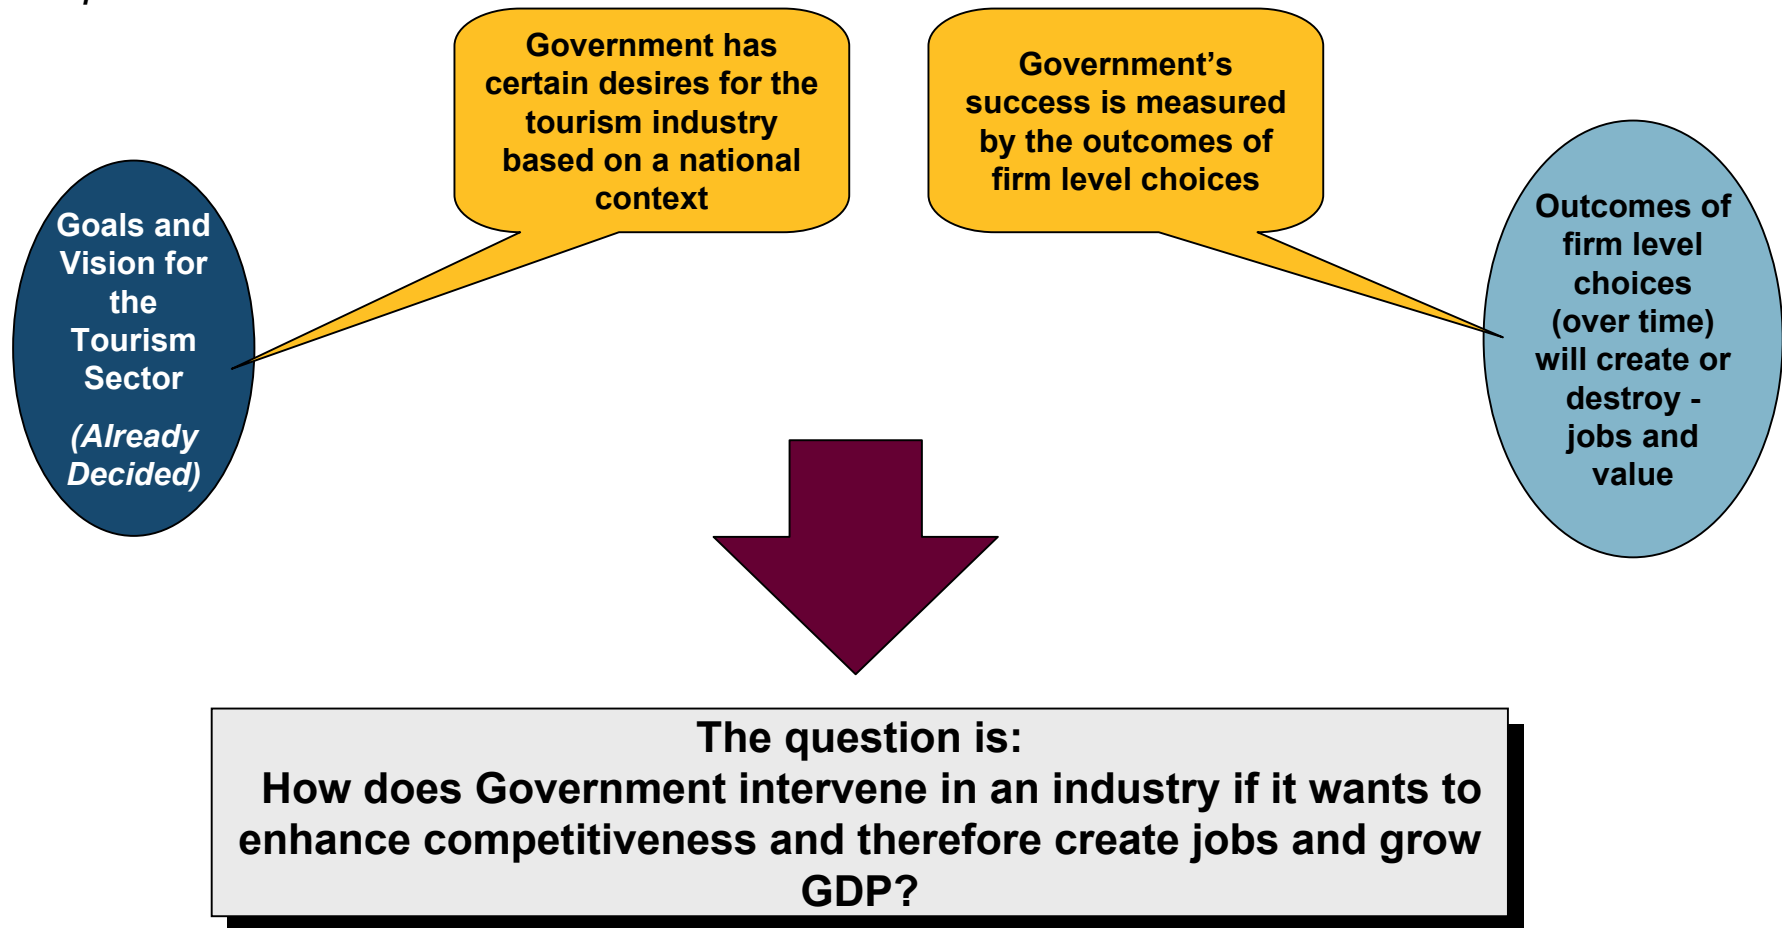 Government has
certain desires for the
tourism industry
based on a national
context
Government’s
success is measured
by the outcomes of
firm level choices
Goals and
Vision for
the
Tourism
Sector
(Already
Decided)
Outcomes of
firm level
choices
(over time)
will create or
destroy -
jobs and
value
The question is:
How does Government intervene in an industry if it wants to
enhance competitiveness and therefore create jobs and grow
GDP?